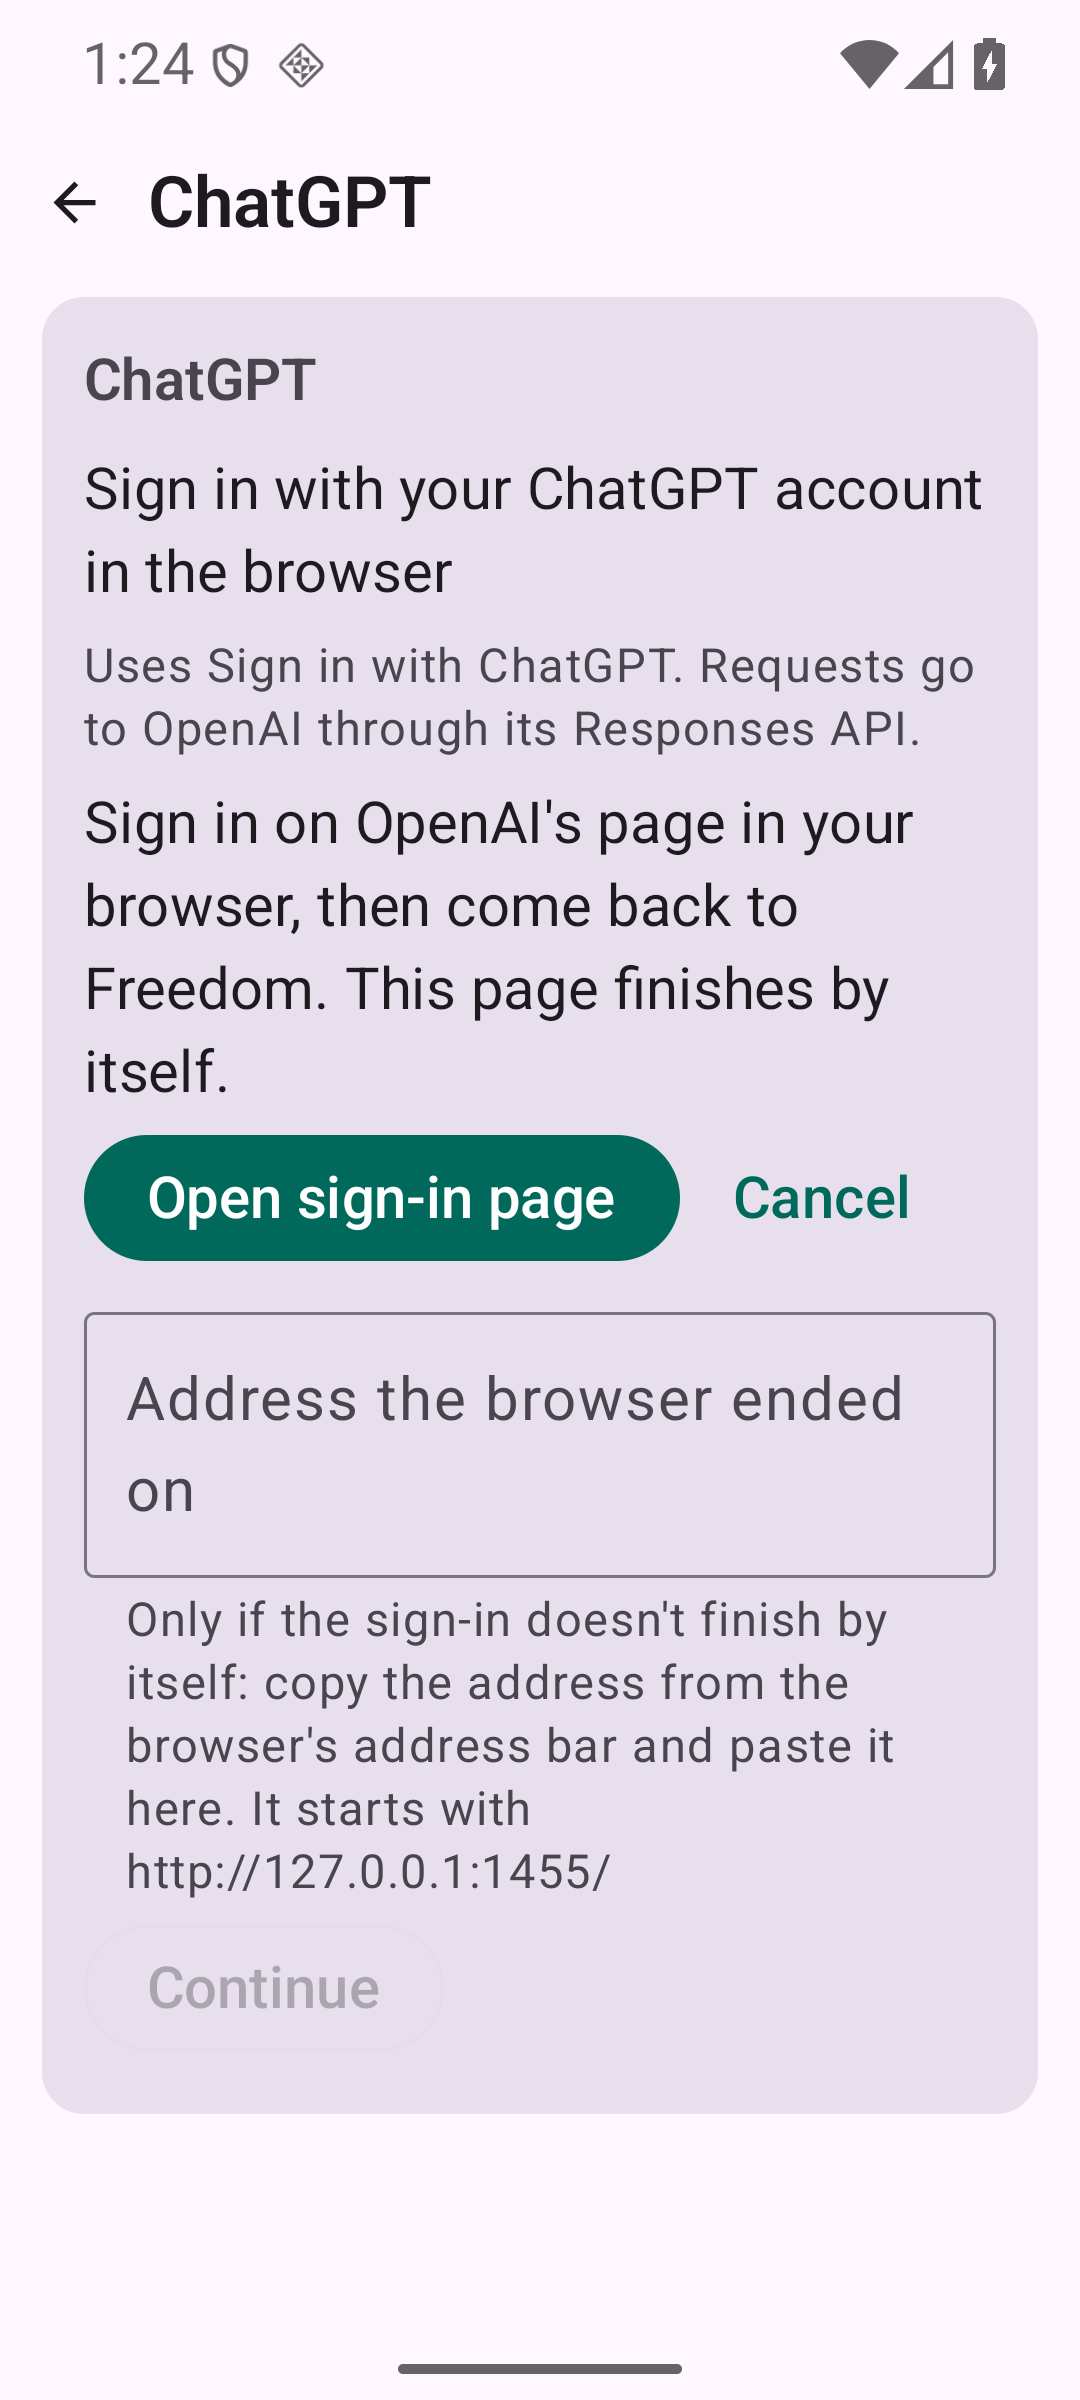 1:24
ChatGPT
ChatGPT
Sign in with your ChatGPT account
in the browser
Uses Sign in with ChatGPT. Requests go
to OpenAI through its Responses API.
Sign in on OpenAI's page in your
browser, then come back to
Freedom. This page finishes by
itself.
Open sign-in page
Cancel
Address the browser ended
on
Only if the sign-in doesn't finish by
itself: copy the address from the
browser's address bar and paste it
here. It starts with
http://127.0.0.1:1455/
Continue